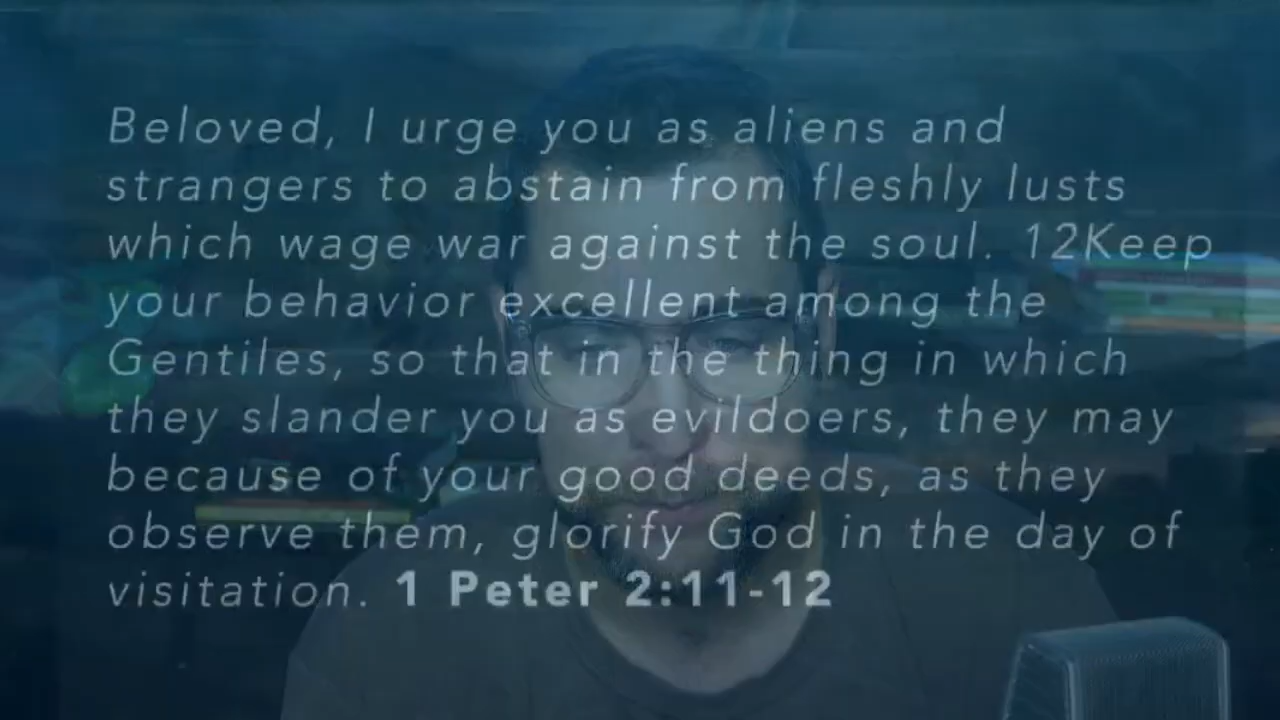 Beloved, I urge you as aliens and
strangers to abstain from fleshly lusts
which wage war against the soul. 12Keep
your behavior excellent among the
Gentiles, so that in the thing in which
they slander you as evildoers, they may
because of your good deeds, as they
observe them, glorify God in the day of
visitation. 1 Peter 2:11-12